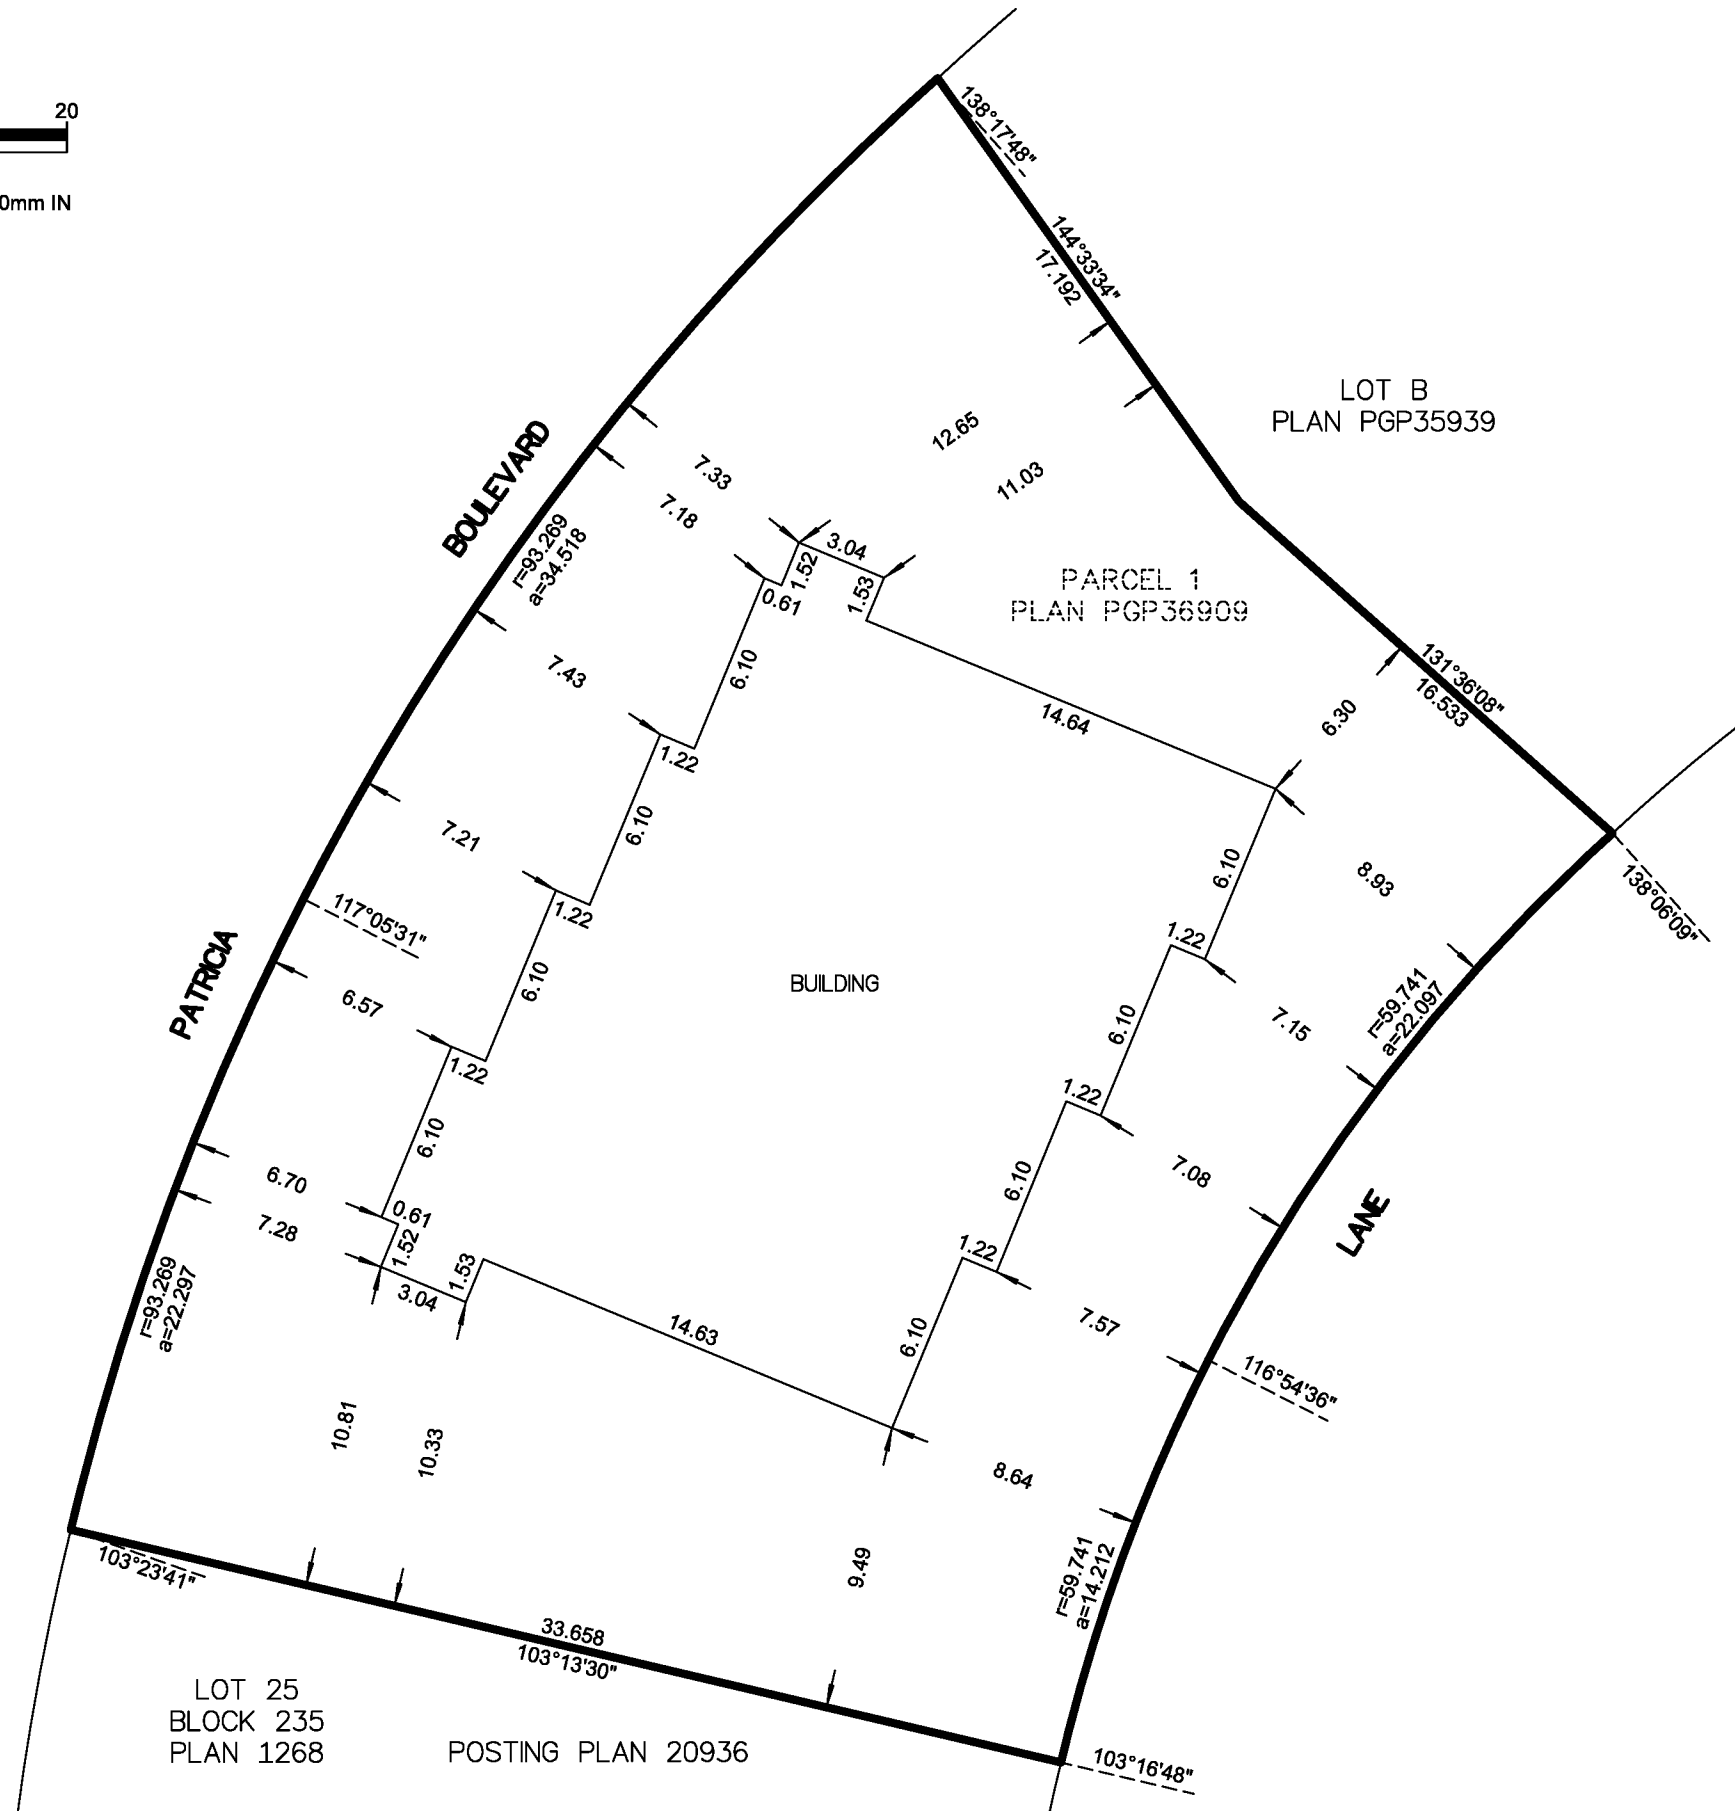 20
0mm IN
138°17'48"
144°33'34"
17.192
LOT B
PLAN PGP35939
BOULEVARD
12.65
11.03
7.33
7.18
r=93.269
a=34.518
3.04
1.52
1.53
0.61
PARCEL 1
PLAN PGP36909
7.43
6.10
1.22
14.64
131°36'08"
16.533
6.30
7.21
6.10
1.22
6.10
8.93
138°06'09"
117°05'31"
PATRICIA
6.57
6.10
1.22
BUILDING
1.22
6.10
7.15
r=59.741
a=22.097
6.10
1.22
7.08
6.70
7.28
0.61
1.52
3.04
1.53
6.10
1.22
LANE
r=93.269
a=22.297
14.63
6.10
7.57
116°54'36"
10.81
10.33
8.64
9.49
r=59.741
a=14.212
103°23'41"
33.658
103°13'30"
LOT 25
BLOCK 235
PLAN 1268
POSTING PLAN 20936
103°16'48"